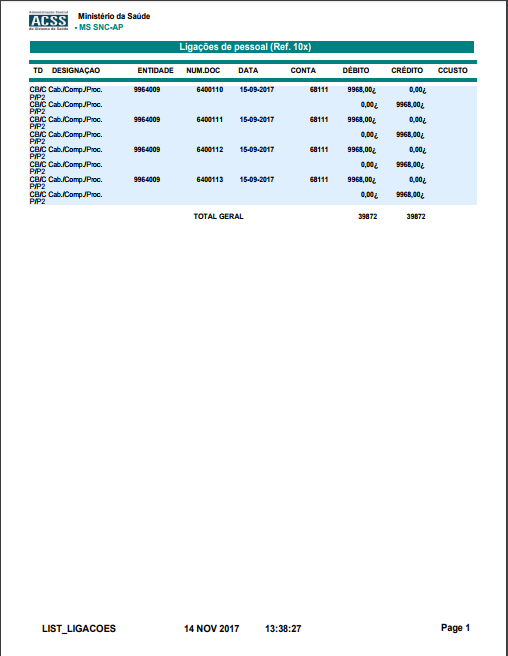 Administração Central
ACSS
do Sistema de Saúde
Ministério da Saúde
- MS SNC-AP
Ligações de pessoal (Ref. 10x)
TD DESIGNAÇAO ENTIDADE NUM.DOC DATA CONTA DÉBITO CRÉDITO CCUSTO
CB/C Cab./Comp./Proc. 9964009 6400110 15-09-2017 68111 9968,00¿ 0,00¿
P/P2
CB/C Cab./Comp./Proc. 0,00¿ 9968,00¿
P/P2
CB/C Cab./Comp./Proc. 9964009 6400111 15-09-2017 68111 9968,00¿ 0,00¿
P/P2
CB/C Cab./Comp./Proc. 0,00¿ 9968,00¿
P/P2
CB/C Cab./Comp./Proc. 9964009 6400112 15-09-2017 68111 9968,00¿ 0,00¿
P/P2
CB/C Cab./Comp./Proc. 0,00¿ 9968,00¿
P/P2
CB/C Cab./Comp./Proc. 9964009 6400113 15-09-2017 68111 9968,00¿ 0,00¿
P/P2
CB/C Cab./Comp./Proc. 0,00¿ 9968,00¿
P/P2
TOTAL GERAL 39872 39872
LIST_LIGACOES 14 NOV 2017 13:38:27 Page 1